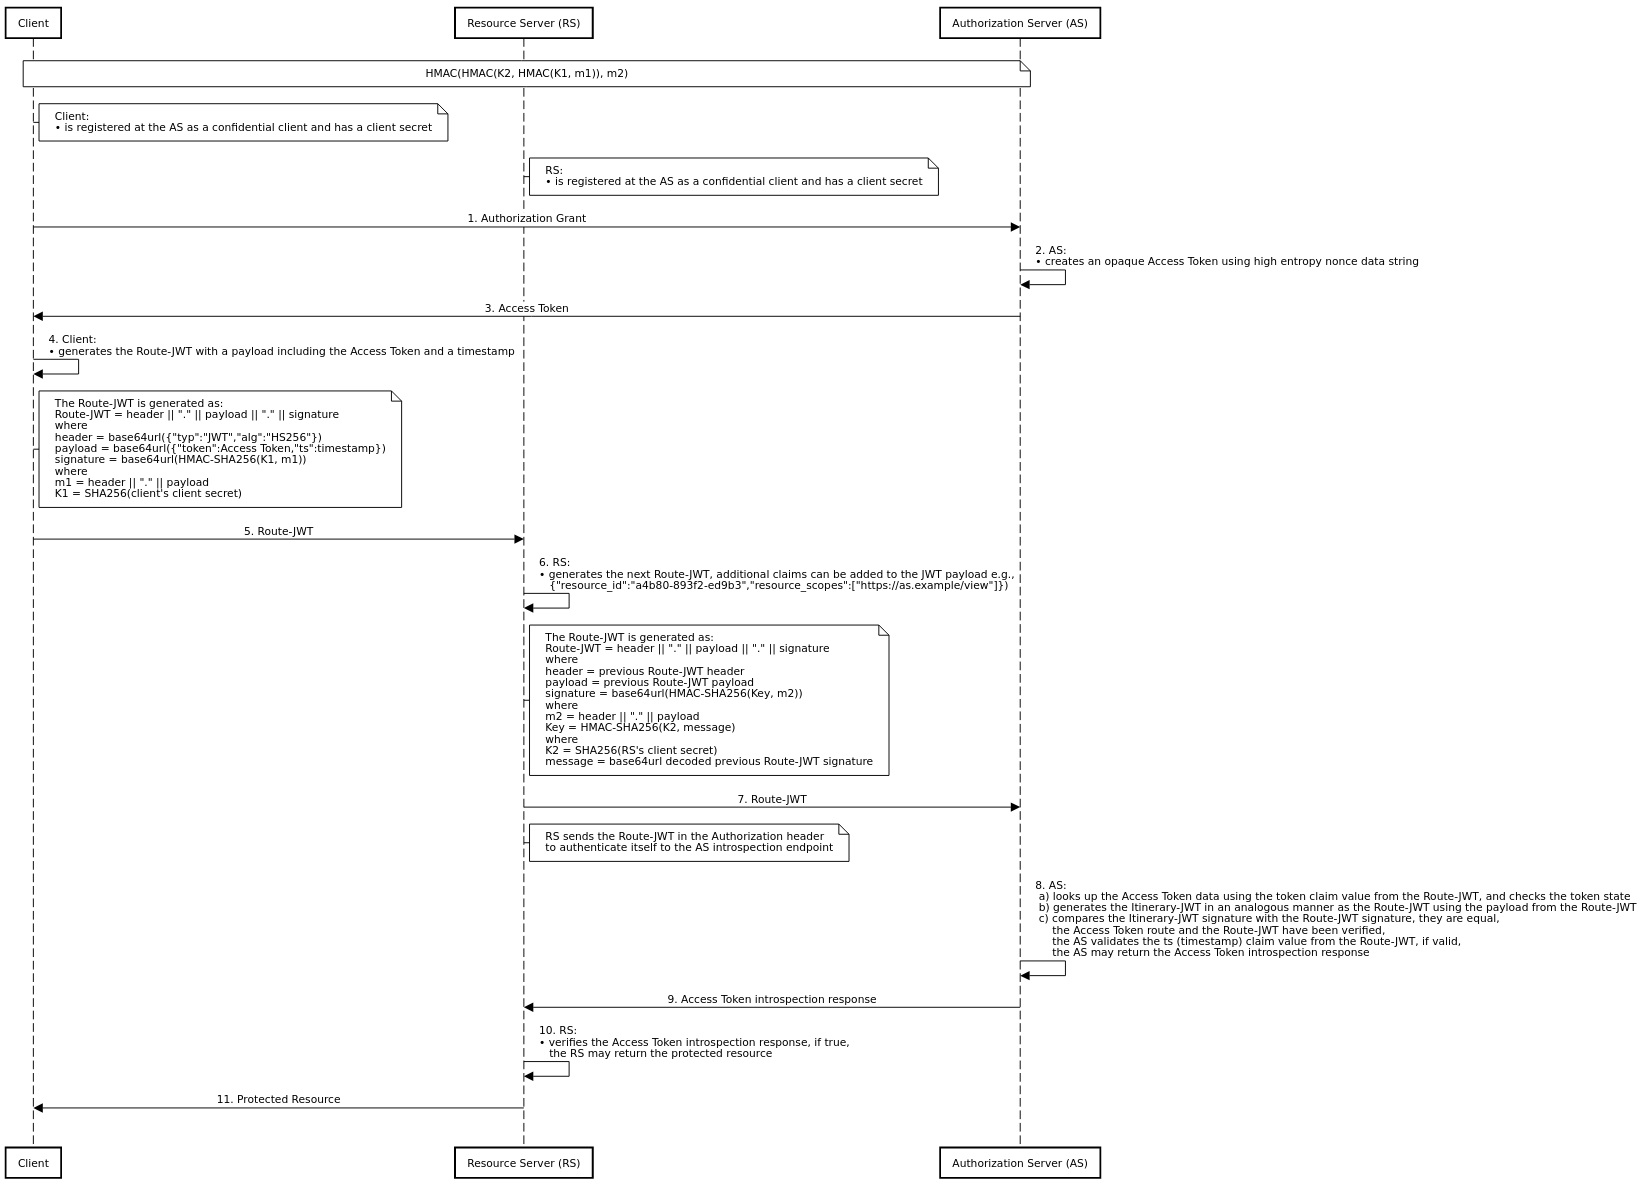 Client
Resource Server (RS)
Authorization Server (AS)
HMAC(HMAC(K2, HMAC(K1, m1)), m2)
Client:
• is registered at the AS as a confidential client and has a client secret
RS:
• is registered at the AS as a confidential client and has a client secret
1. Authorization Grant
2. AS:
• creates an opaque Access Token using high entropy nonce data string
3. Access Token
4. Client:
• generates the Route-JWT with a payload including the Access Token and a timestamp
The Route-JWT is generated as:
Route-JWT = header || "." || payload || "." || signature
where
header = base64url({"typ":"JWT","alg":"HS256"})
payload = base64url({"token":Access Token,"ts":timestamp})
signature = base64url(HMAC-SHA256(K1, m1))
where
m1 = header || "." || payload
K1 = SHA256(client's client secret)
5. Route-JWT
6. RS:
• generates the next Route-JWT, additional claims can be added to the JWT payload e.g.,
{"resource_id":"a4b80-893f2-ed9b3","resource_scopes":["https://as.example/view"]})
The Route-JWT is generated as:
Route-JWT = header || "." || payload || "." || signature
where
header = previous Route-JWT header
payload = previous Route-JWT payload
signature = base64url(HMAC-SHA256(Key, m2))
where
m2 = header || "." || payload
Key = HMAC-SHA256(K2, message)
where
K2 = SHA256(RS's client secret)
message = base64url decoded previous Route-JWT signature
7. Route-JWT
RS sends the Route-JWT in the Authorization header
to authenticate itself to the AS introspection endpoint
8. AS:
a) looks up the Access Token data using the token claim value from the Route-JWT, and checks the token state
b) generates the Itinerary-JWT in an analogous manner as the Route-JWT using the payload from the Route-JWT
c) compares the Itinerary-JWT signature with the Route-JWT signature, they are equal,
the Access Token route and the Route-JWT have been verified,
the AS validates the ts (timestamp) claim value from the Route-JWT, if valid,
the AS may return the Access Token introspection response
9. Access Token introspection response
10. RS:
• verifies the Access Token introspection response, if true,
the RS may return the protected resource
11. Protected Resource
Client
Resource Server (RS)
Authorization Server (AS)